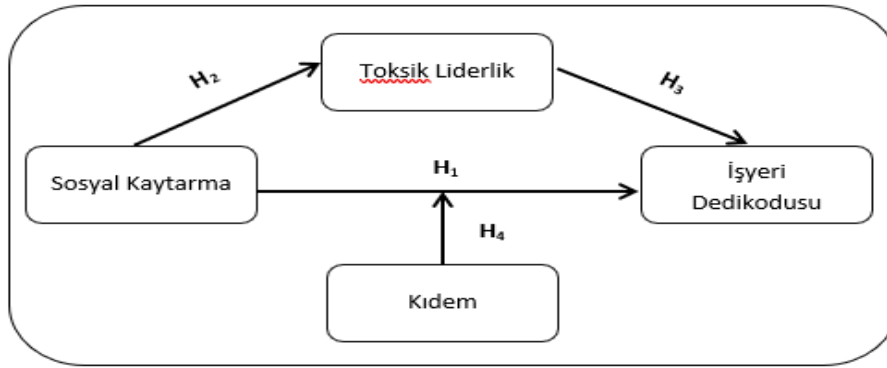 Toksik Liderlik
H₂
H₃
Sosyal Kaytarma
H₁
İşyeri
Dedikodusu
H₄
Kıdem